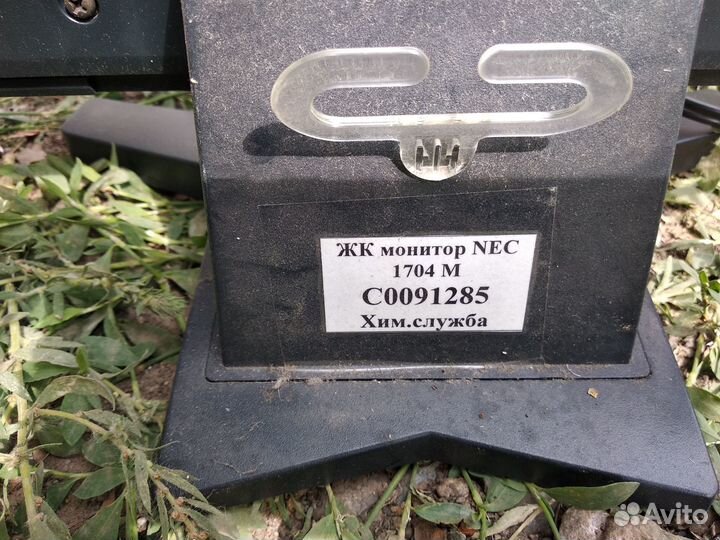 ЖК монитор NEC
1704 M
C0091285
Хим.служба
Avito